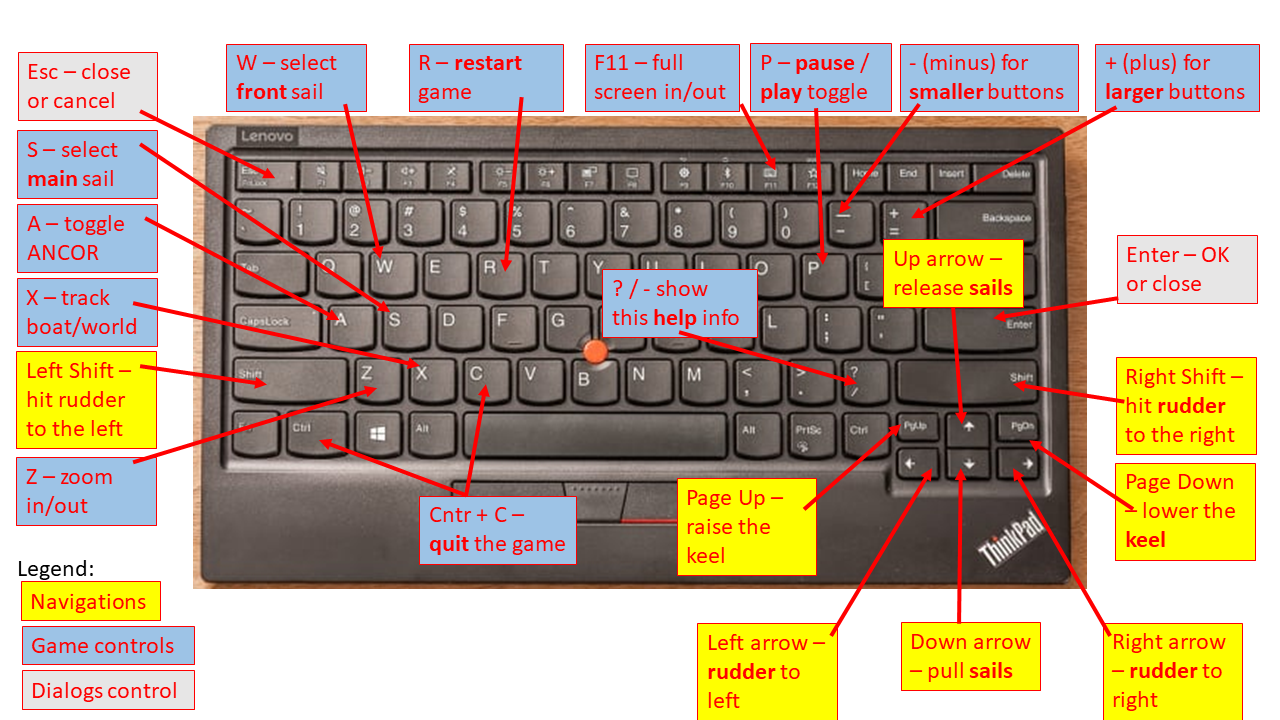 Esc – close
or cancel
W – select
front sail
R – restart
game
F11 – full
screen in/out
P – pause /
play toggle
- (minus) for
smaller buttons
+ (plus) for
larger buttons
S – select
main sail
A – toggle
ANCOR
X – track
boat/world
Left Shift –
hit rudder
to the left
Z – zoom
in/out
Up arrow –
release sails
? / - show
this help info
Enter – OK
or close
Right Shift –
hit rudder
to the right
Page Down
– lower the
keel
Page Up –
raise the
keel
Cntr + C –
quit the game
Left arrow –
rudder to
left
Down arrow
– pull sails
Right arrow
– rudder to
right
Legend:
Navigations
Game controls
Dialogs control
Lenovo
Esc F1 F3 F4 F5 F6 F7 F8 F9 F10 F11 F12 Home End Insert Delete
! @ # $ % ^ & * ( ) — +
1 2 3 4 5 6 7 8 9 0 - = Backspace
Tab Q W E R T Y U I O P { [
CapsLock A S D F G L : ; " ' Enter
Shift Z X C V B N M < , > . ? / Shift
Ctrl Alt Alt PrtSc Ctrl PgUp PgDn
ThinkPad